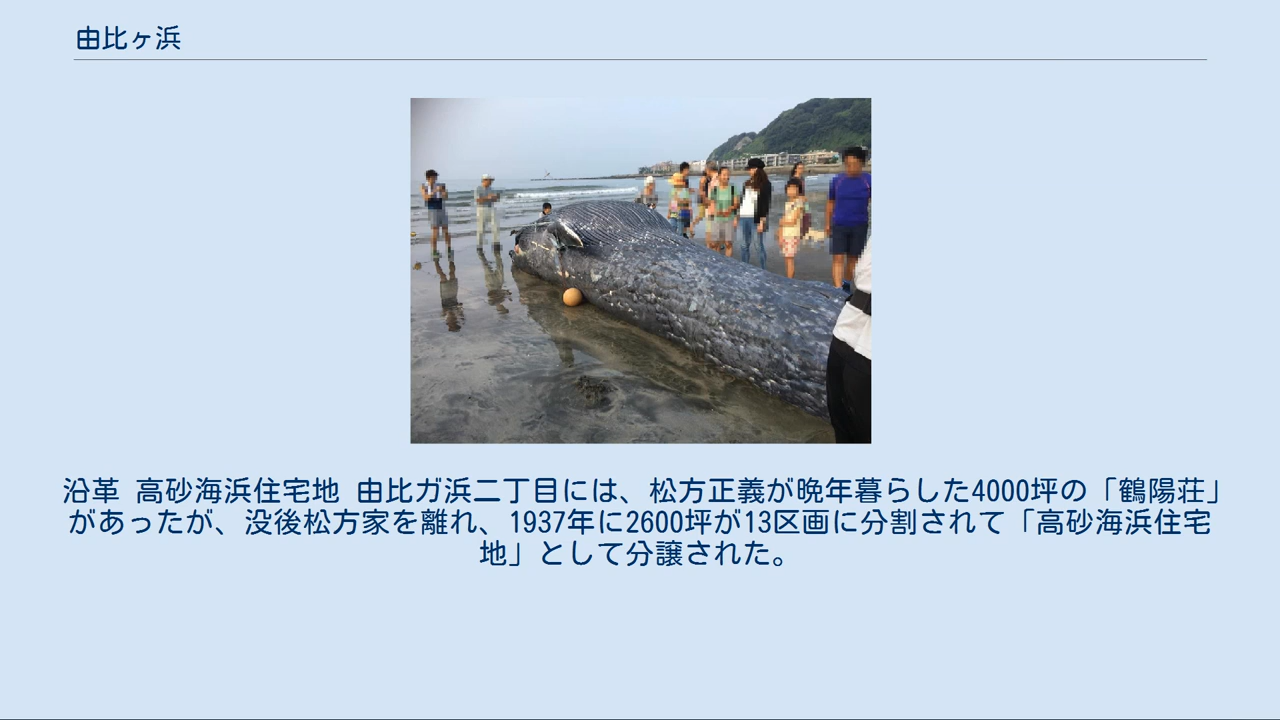 由比ヶ浜
沿革 高砂海浜住宅地 由比ガ浜二丁目には、松方正義が晩年暮らした4000坪の「鶴陽荘」
があったが、没後松方家を離れ、1937年に2600坪が13区画に分割されて「高砂海浜住宅
地」として分譲された。